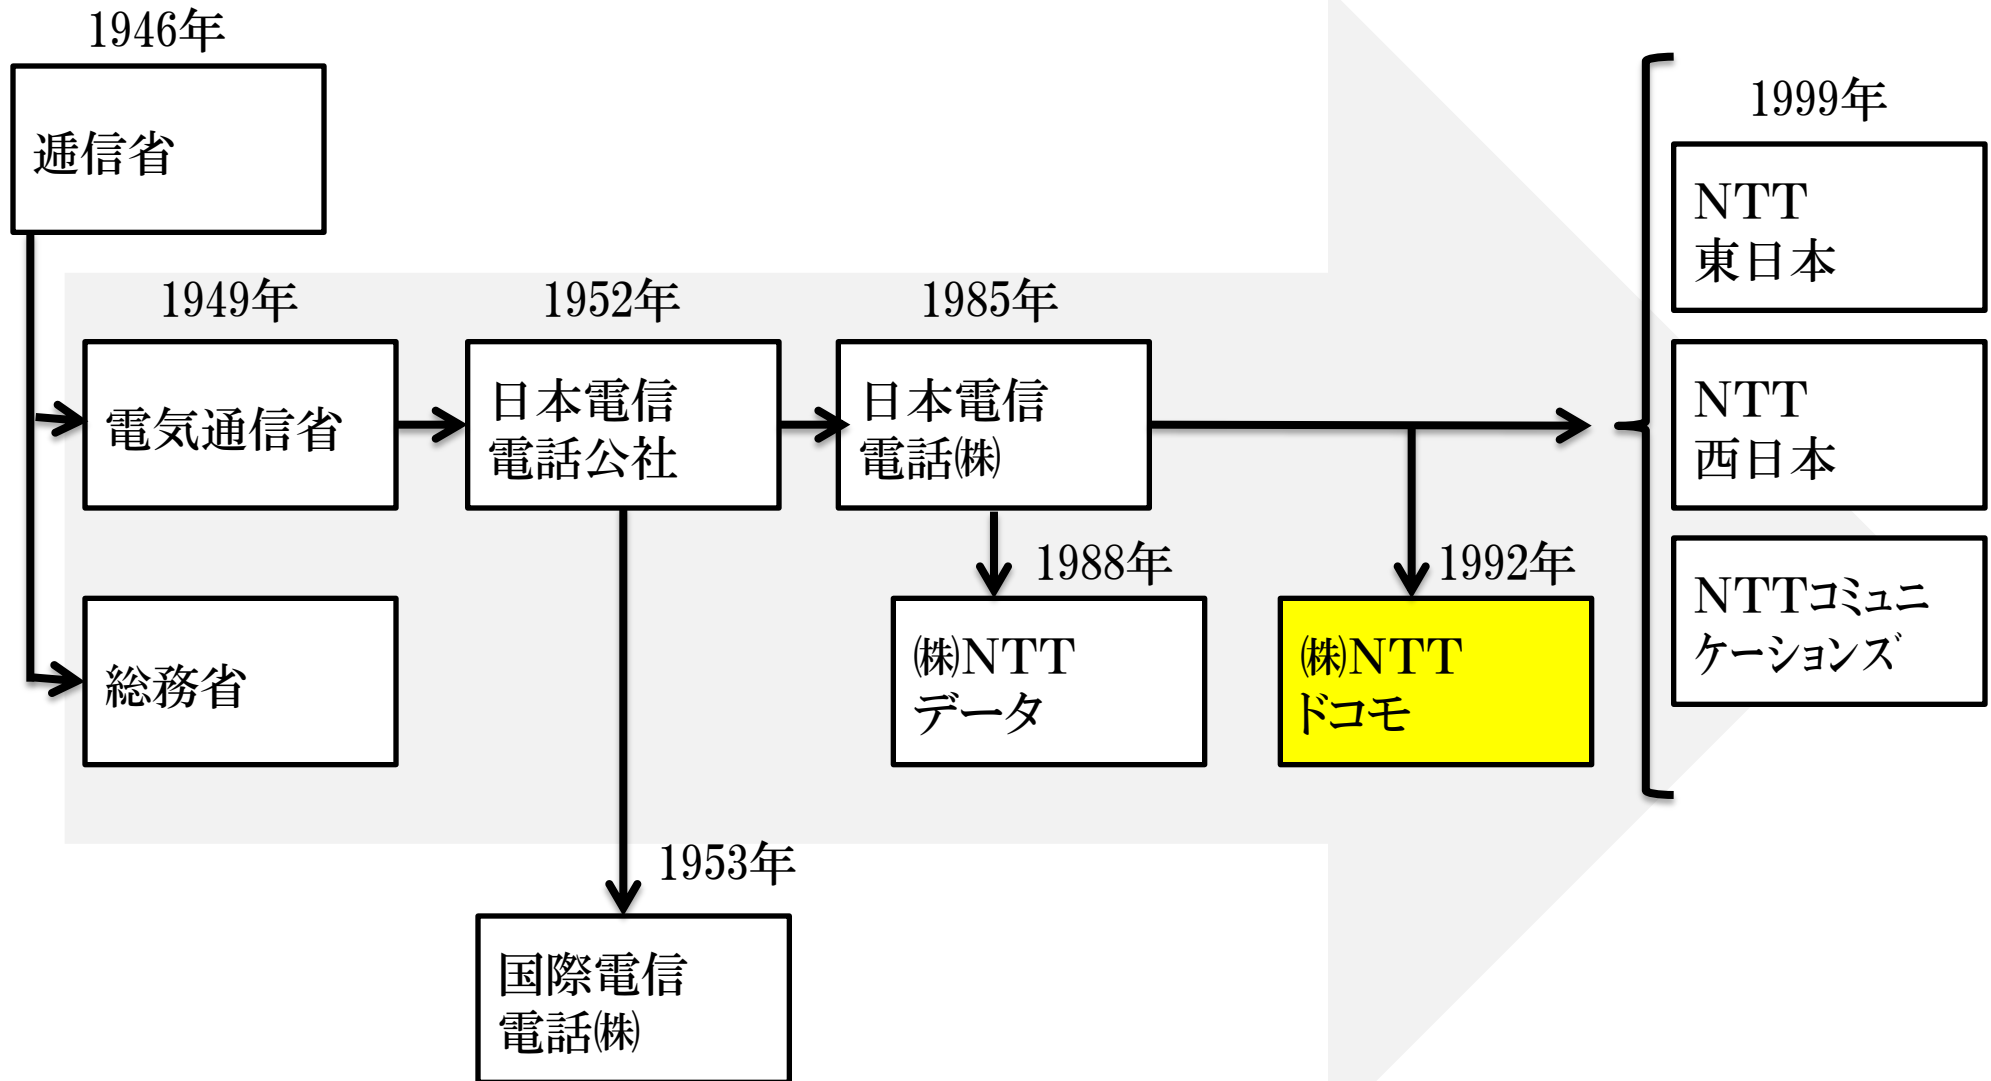 1946年
逓信省
1949年
電気通信省
総務省
1952年
日本電信
電話公社
1953年
国際電信
電話㈱
1985年
日本電信
電話㈱
1988年
㈱NTT
データ
1992年
㈱NTT
ドコモ
1999年
NTT
東日本
NTT
西日本
NTTコミュニ
ケーションズ